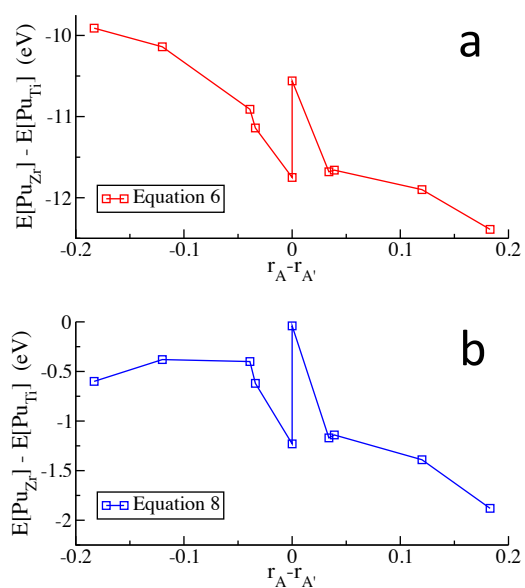 a
E[Pu_Zr] - E[Pu_Ti] (eV)
-10
-11
-12
Equation 6
-0.2 -0.1 0 0.1 0.2
r_A-r_A'
b
E[Pu_Zr] - E[Pu_Ti] (eV)
0
-0.5
-1
-1.5
-2
Equation 8
-0.2 -0.1 0 0.1 0.2
r_A-r_A'